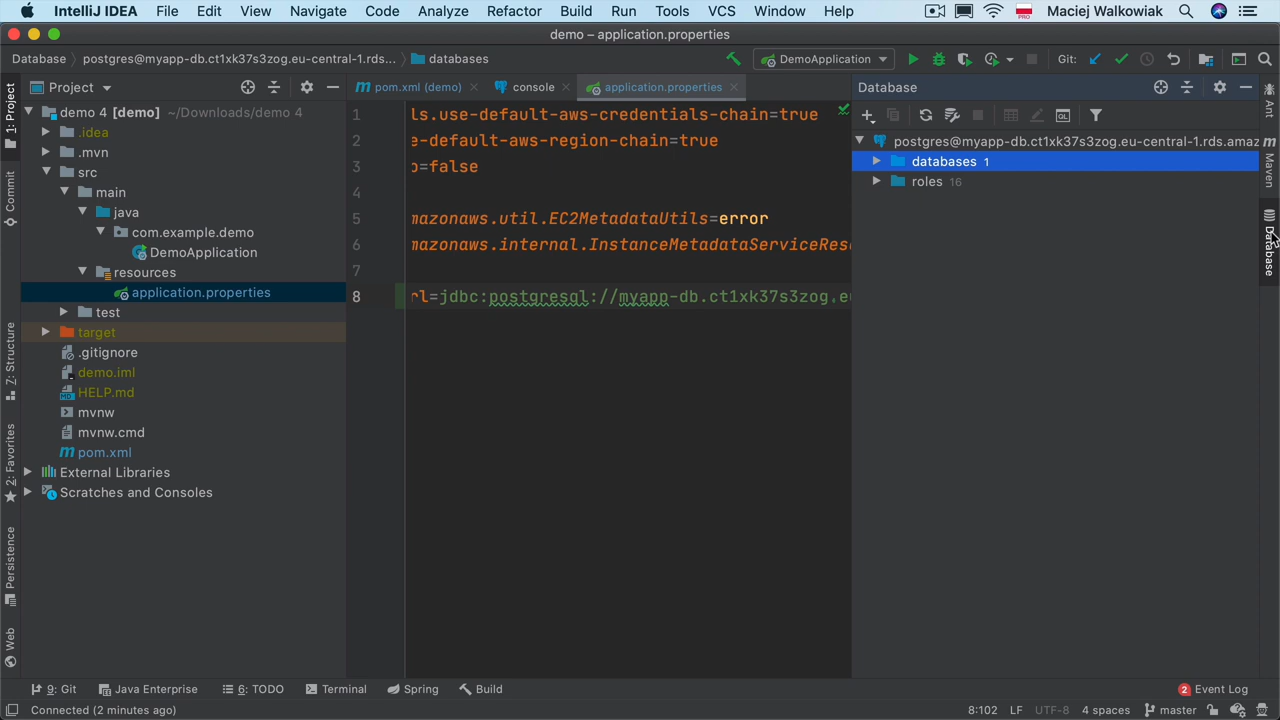 IntelliJ IDEA File Edit View Navigate Code Analyze Refactor Build Run Tools VCS Window Help PRO Maciej Walkowiak
demo – application.properties
Database postgres@myapp-db.ct1xk37s3zog.eu-central-1.rds... databases DemoApplication Git:
1: Project
Commit
Z: Structure
2: Favorites
Persistence
Web
Project
demo 4 [demo] ~/Downloads/demo 4
.idea
.mvn
src
main
java
com.example.demo
DemoApplication
resources
application.properties
test
target
.gitignore
demo.iml
HELP.md
mvnw
mvnw.cmd
pom.xml
External Libraries
Scratches and Consoles
pom.xml (demo) console application.properties
1 ls.use-default-aws-credentials-chain=true
2 e-default-aws-region-chain=true
3 o=false
4
5 mazonaws.util.EC2MetadataUtils=error
6 mazonaws.internal.InstanceMetadataServiceReso
7
8 rl=jdbc:postgresql://myapp-db.ct1xk37s3zog.eu
Database
QL
postgres@myapp-db.ct1xk37s3zog.eu-central-1.rds.amaz
databases 1
roles 16
Ant
Maven
Database
9: Git Java Enterprise 6: TODO Terminal Spring Build 2 Event Log
Connected (2 minutes ago) 8:102 LF UTF-8 4 spaces master